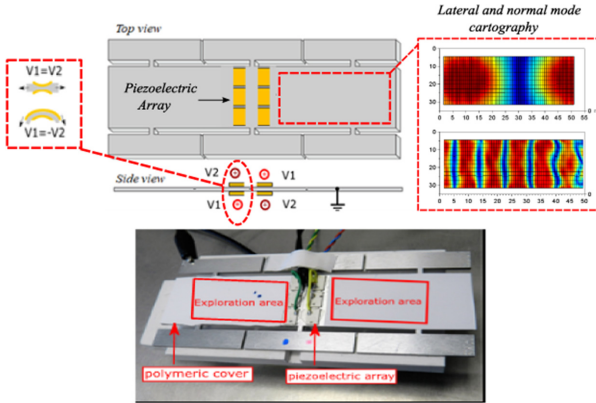 Top view
V1=V2
V1=-V2
Piezoelectric
Array
Side view
V2
V1
V1
V2
Lateral and normal mode
cartography
0
10
20
30
0 5 10 15 20 25 30 35 40 45 50 55
0
0
10
20
30
0 5 10 15 20 25 30 35 40 45 50
0
Exploration area
Exploration area
polymeric cover
piezoelectric array